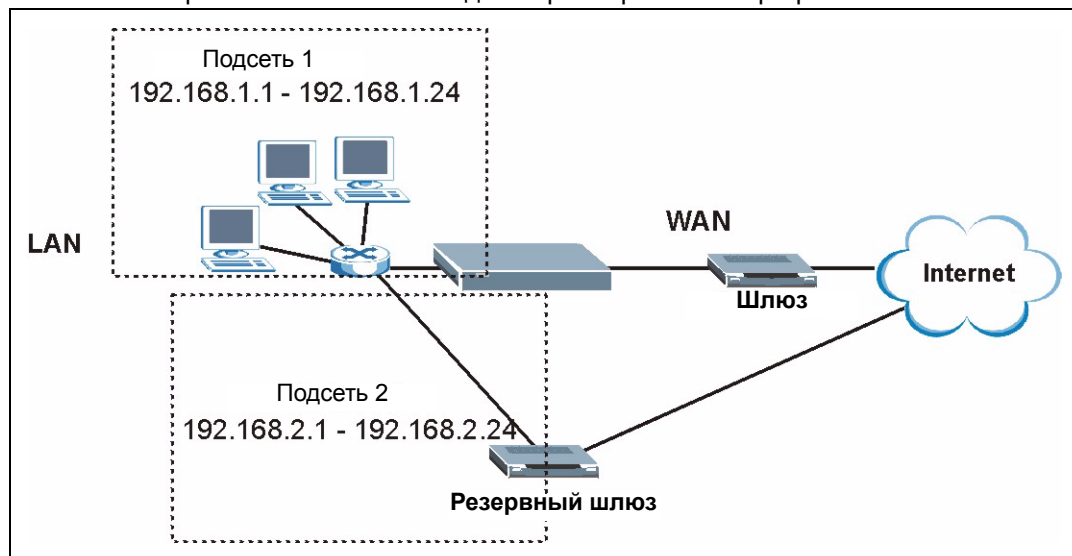 Подсеть 1
192.168.1.1 - 192.168.1.24
LAN
WAN
Internet
Шлюз
Подсеть 2
192.168.2.1 - 192.168.2.24
Резервный шлюз